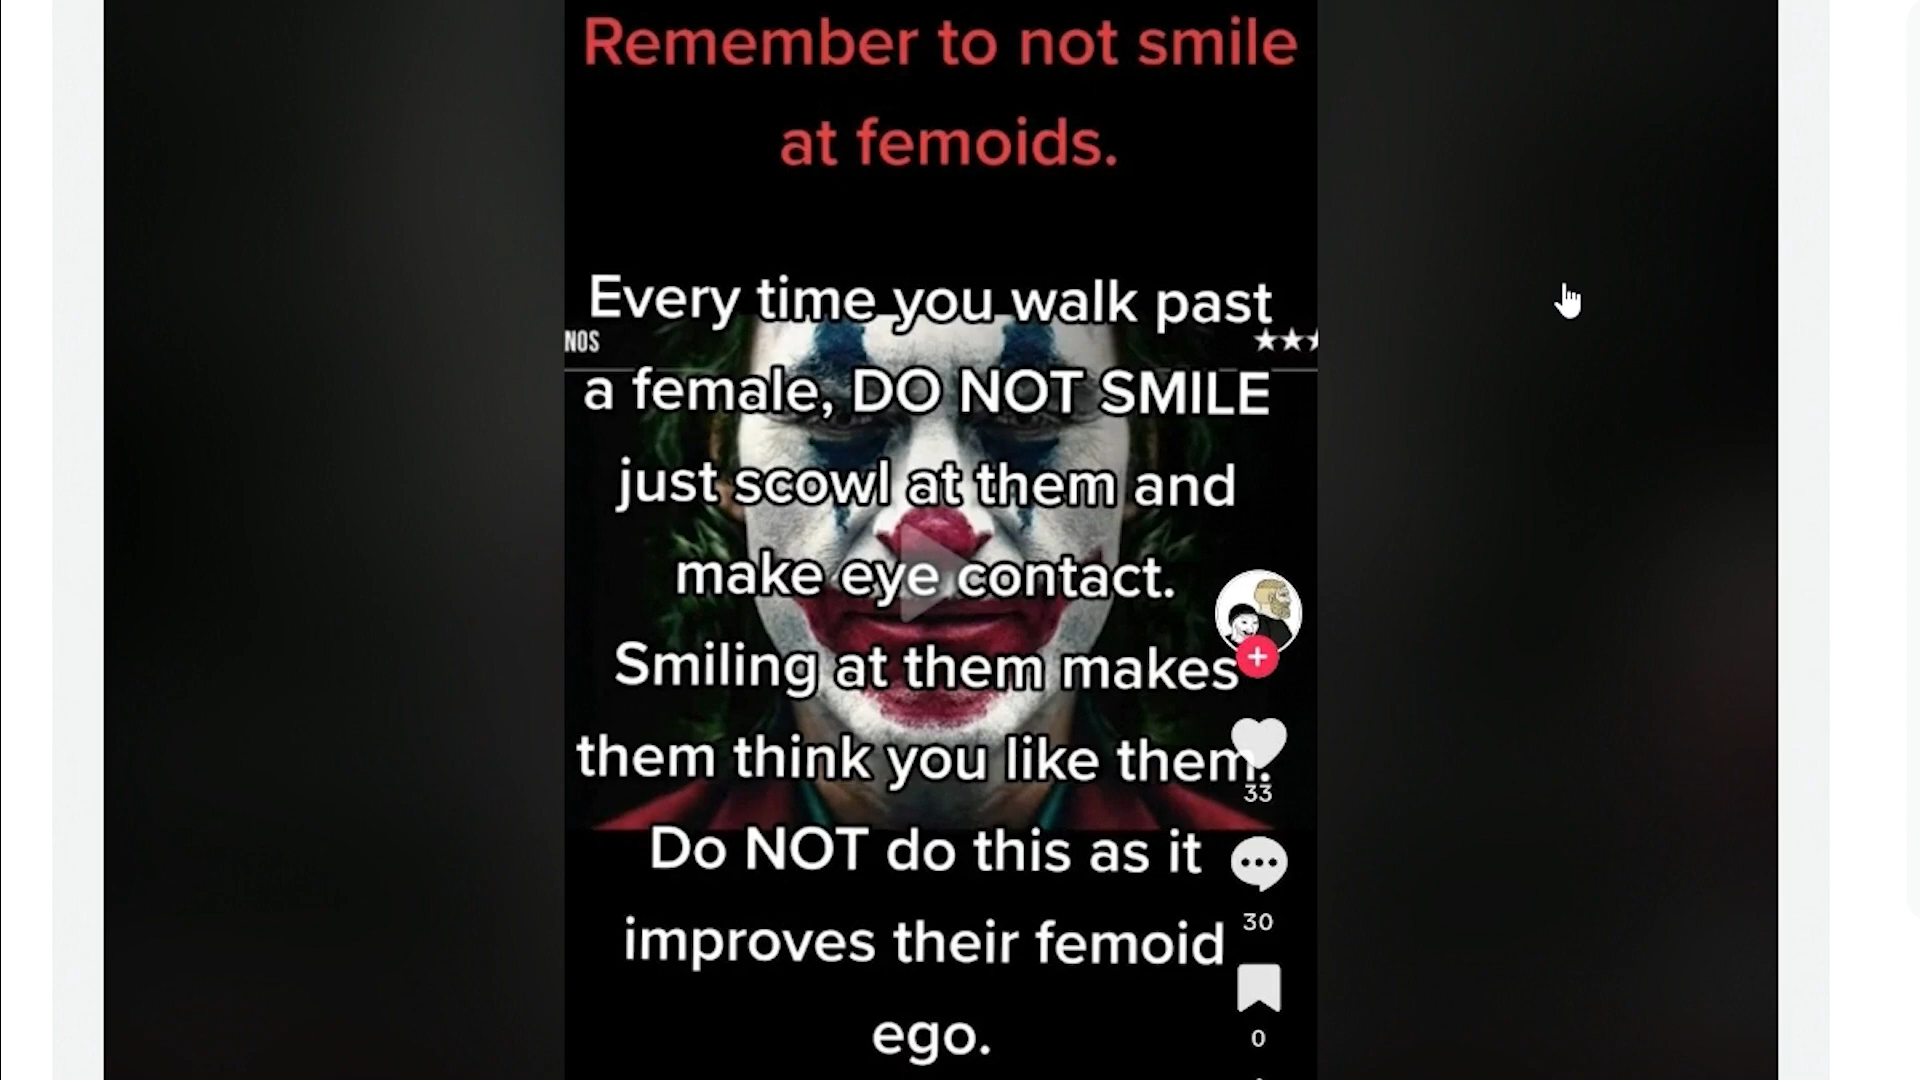 Remember to not smile
at femoids.
Every time you walk past
NOS
a female, DO NOT SMILE
just scowl at them and
make eye contact.
Smiling at them makes
them think you like them.
33
Do NOT do this as it
improves their femoid
30
ego.
0